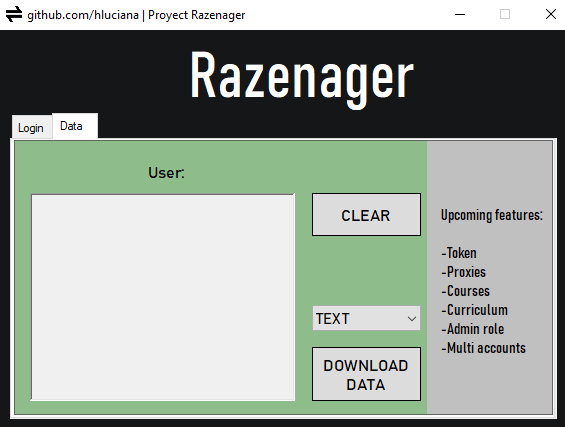 github.com/hluciana | Proyect Razenager
Razenager
Login
Data
User:
CLEAR
TEXT
DOWNLOAD
DATA
Upcoming features:
-Token
-Proxies
-Courses
-Curriculum
-Admin role
-Multi accounts